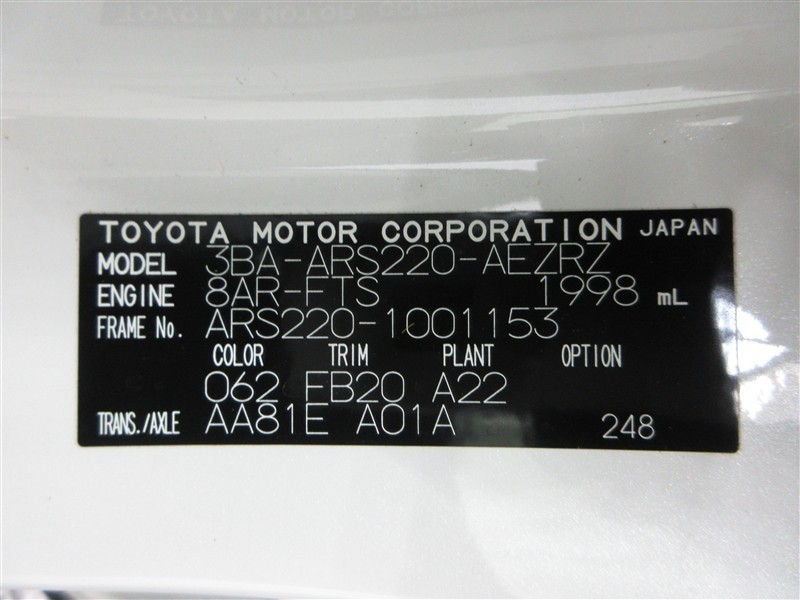 TOYOTA MOTOR CORPORATION JAPAN
MODEL 3BA-ARS220-AEZRZ
ENGINE 8AR-FTS 1998 mL
FRAME No. ARS220-1001153
COLOR TRIM PLANT OPTION
062 EB20 A22
TRANS./AXLE AA81E A01A 248